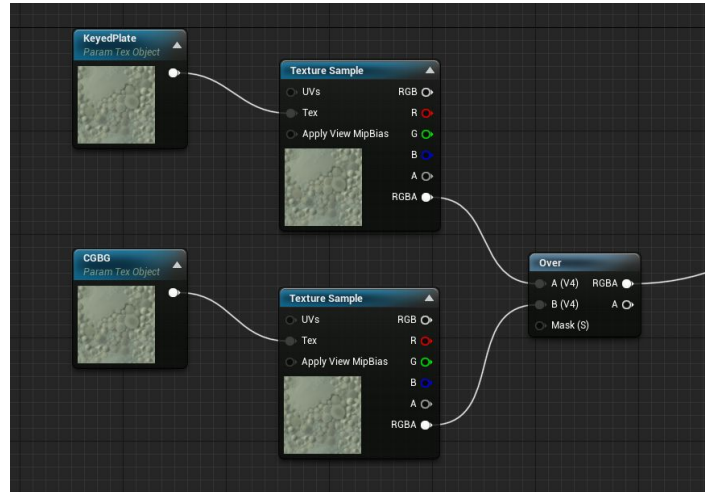 KeyedPlate
Param Tex Object
Texture Sample
UVs RGB
Tex R
Apply View MipBias G
B
A
RGBA
CGBG
Param Tex Object
Texture Sample
UVs RGB
Tex R
Apply View MipBias G
B
A
RGBA
Over
A (V4) RGBA
B (V4) A
Mask (S)